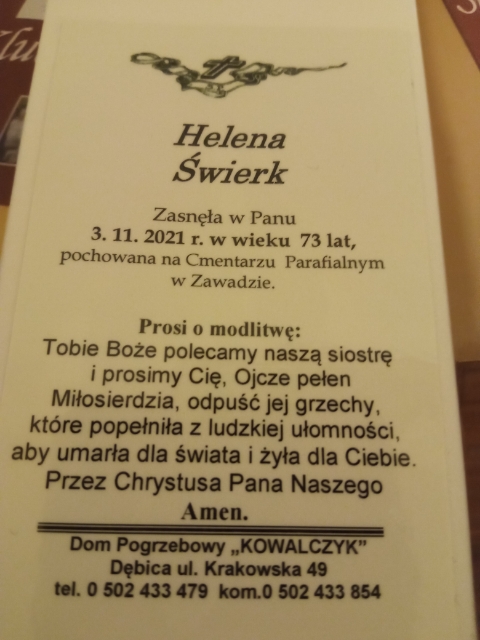 Helena
Świerk
Zasnęła w Panu
3. 11. 2021 r. w wieku 73 lat,
pochowana na Cmentarzu Parafialnym
w Zawadzie.
Prosi o modlitwę:
Tobie Boże polecamy naszą siostrę
i prosimy Cię, Ojcze pełen
Miłosierdzia, odpuść jej grzechy,
które popełniła z ludzkiej ułomności,
aby umarła dla świata i żyła dla Ciebie.
Przez Chrystusa Pana Naszego
Amen.
Dom Pogrzebowy „KOWALCZYK”
Dębica ul. Krakowska 49
tel. 0 502 433 479 kom.0 502 433 854